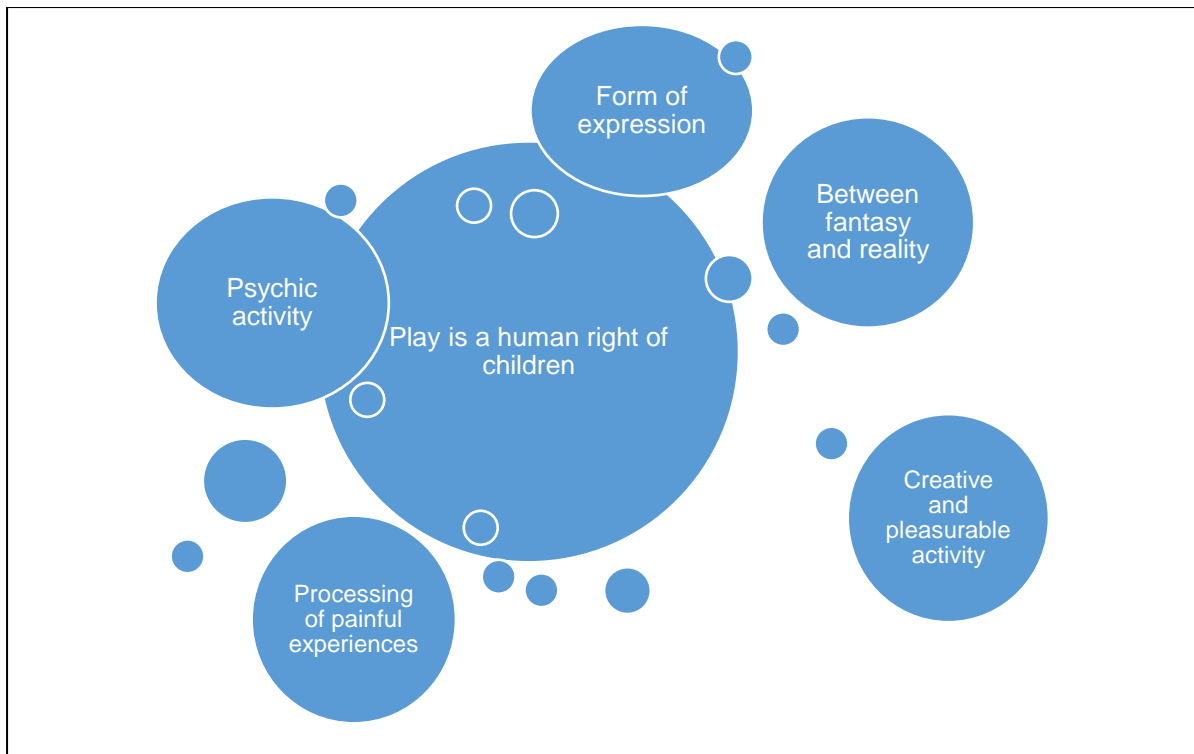 Form of
expression
Between
fantasy
and reality
Psychic
activity
Play is a human right of
children
Creative
and
pleasurable
activity
Processing
of painful
experiences